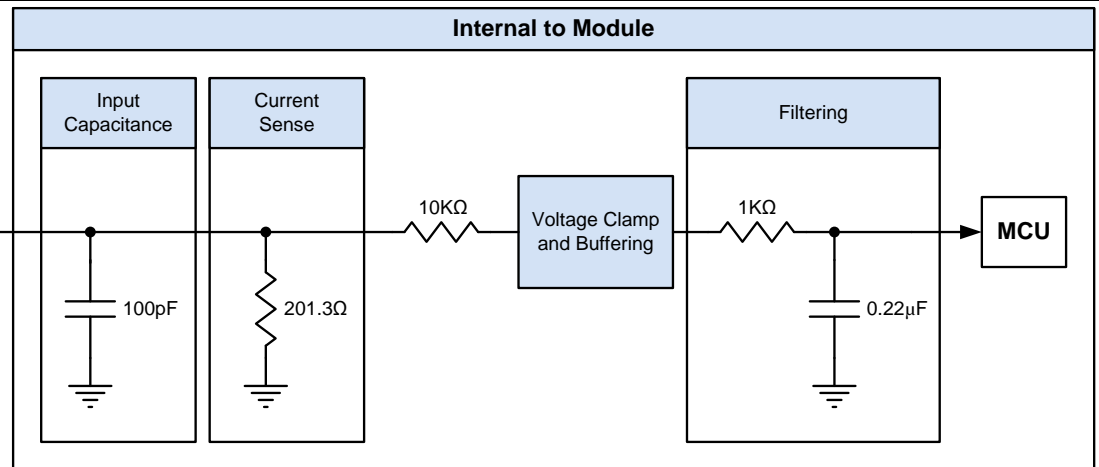 Internal to Module
Input
Capacitance
Current
Sense
Filtering
10KΩ
Voltage Clamp
and Buffering
1KΩ
MCU
100pF
201.3Ω
0.22μF